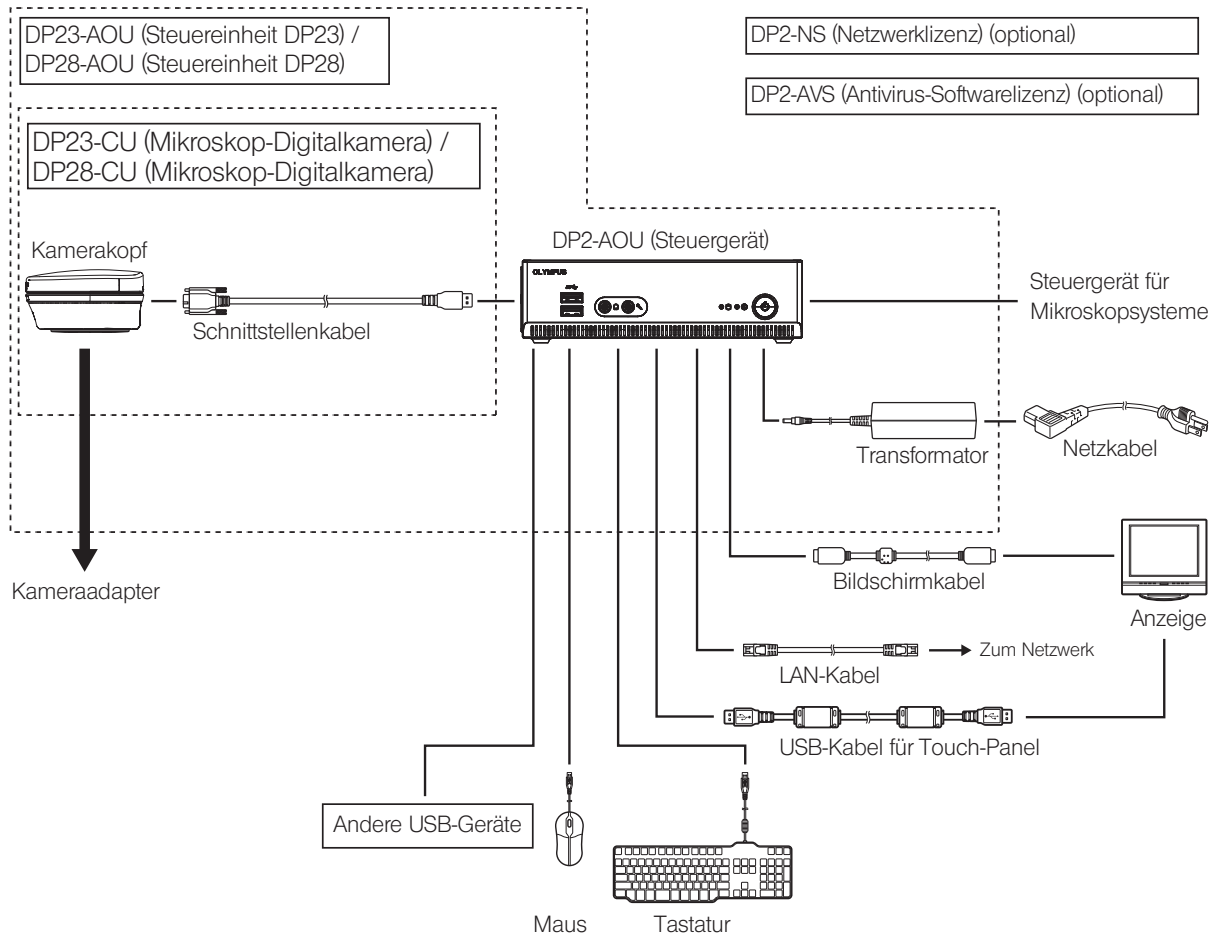 DP23-AOU (Steuereinheit DP23) /
DP28-AOU (Steuereinheit DP28)
DP2-NS (Netzwerklizenz) (optional)
DP2-AVS (Antivirus-Softwarelizenz) (optional)
DP23-CU (Mikroskop-Digitalkamera) /
DP28-CU (Mikroskop-Digitalkamera)
Kamerakopf
DP2-AOU (Steuergerät)
OLYMPUS
Steuergerät für
Mikroskopsysteme
Schnittstellenkabel
Transformator
Netzkabel
Kameraadapter
Bildschirmkabel
Anzeige
Zum Netzwerk
LAN-Kabel
USB-Kabel für Touch-Panel
Andere USB-Geräte
Maus
Tastatur